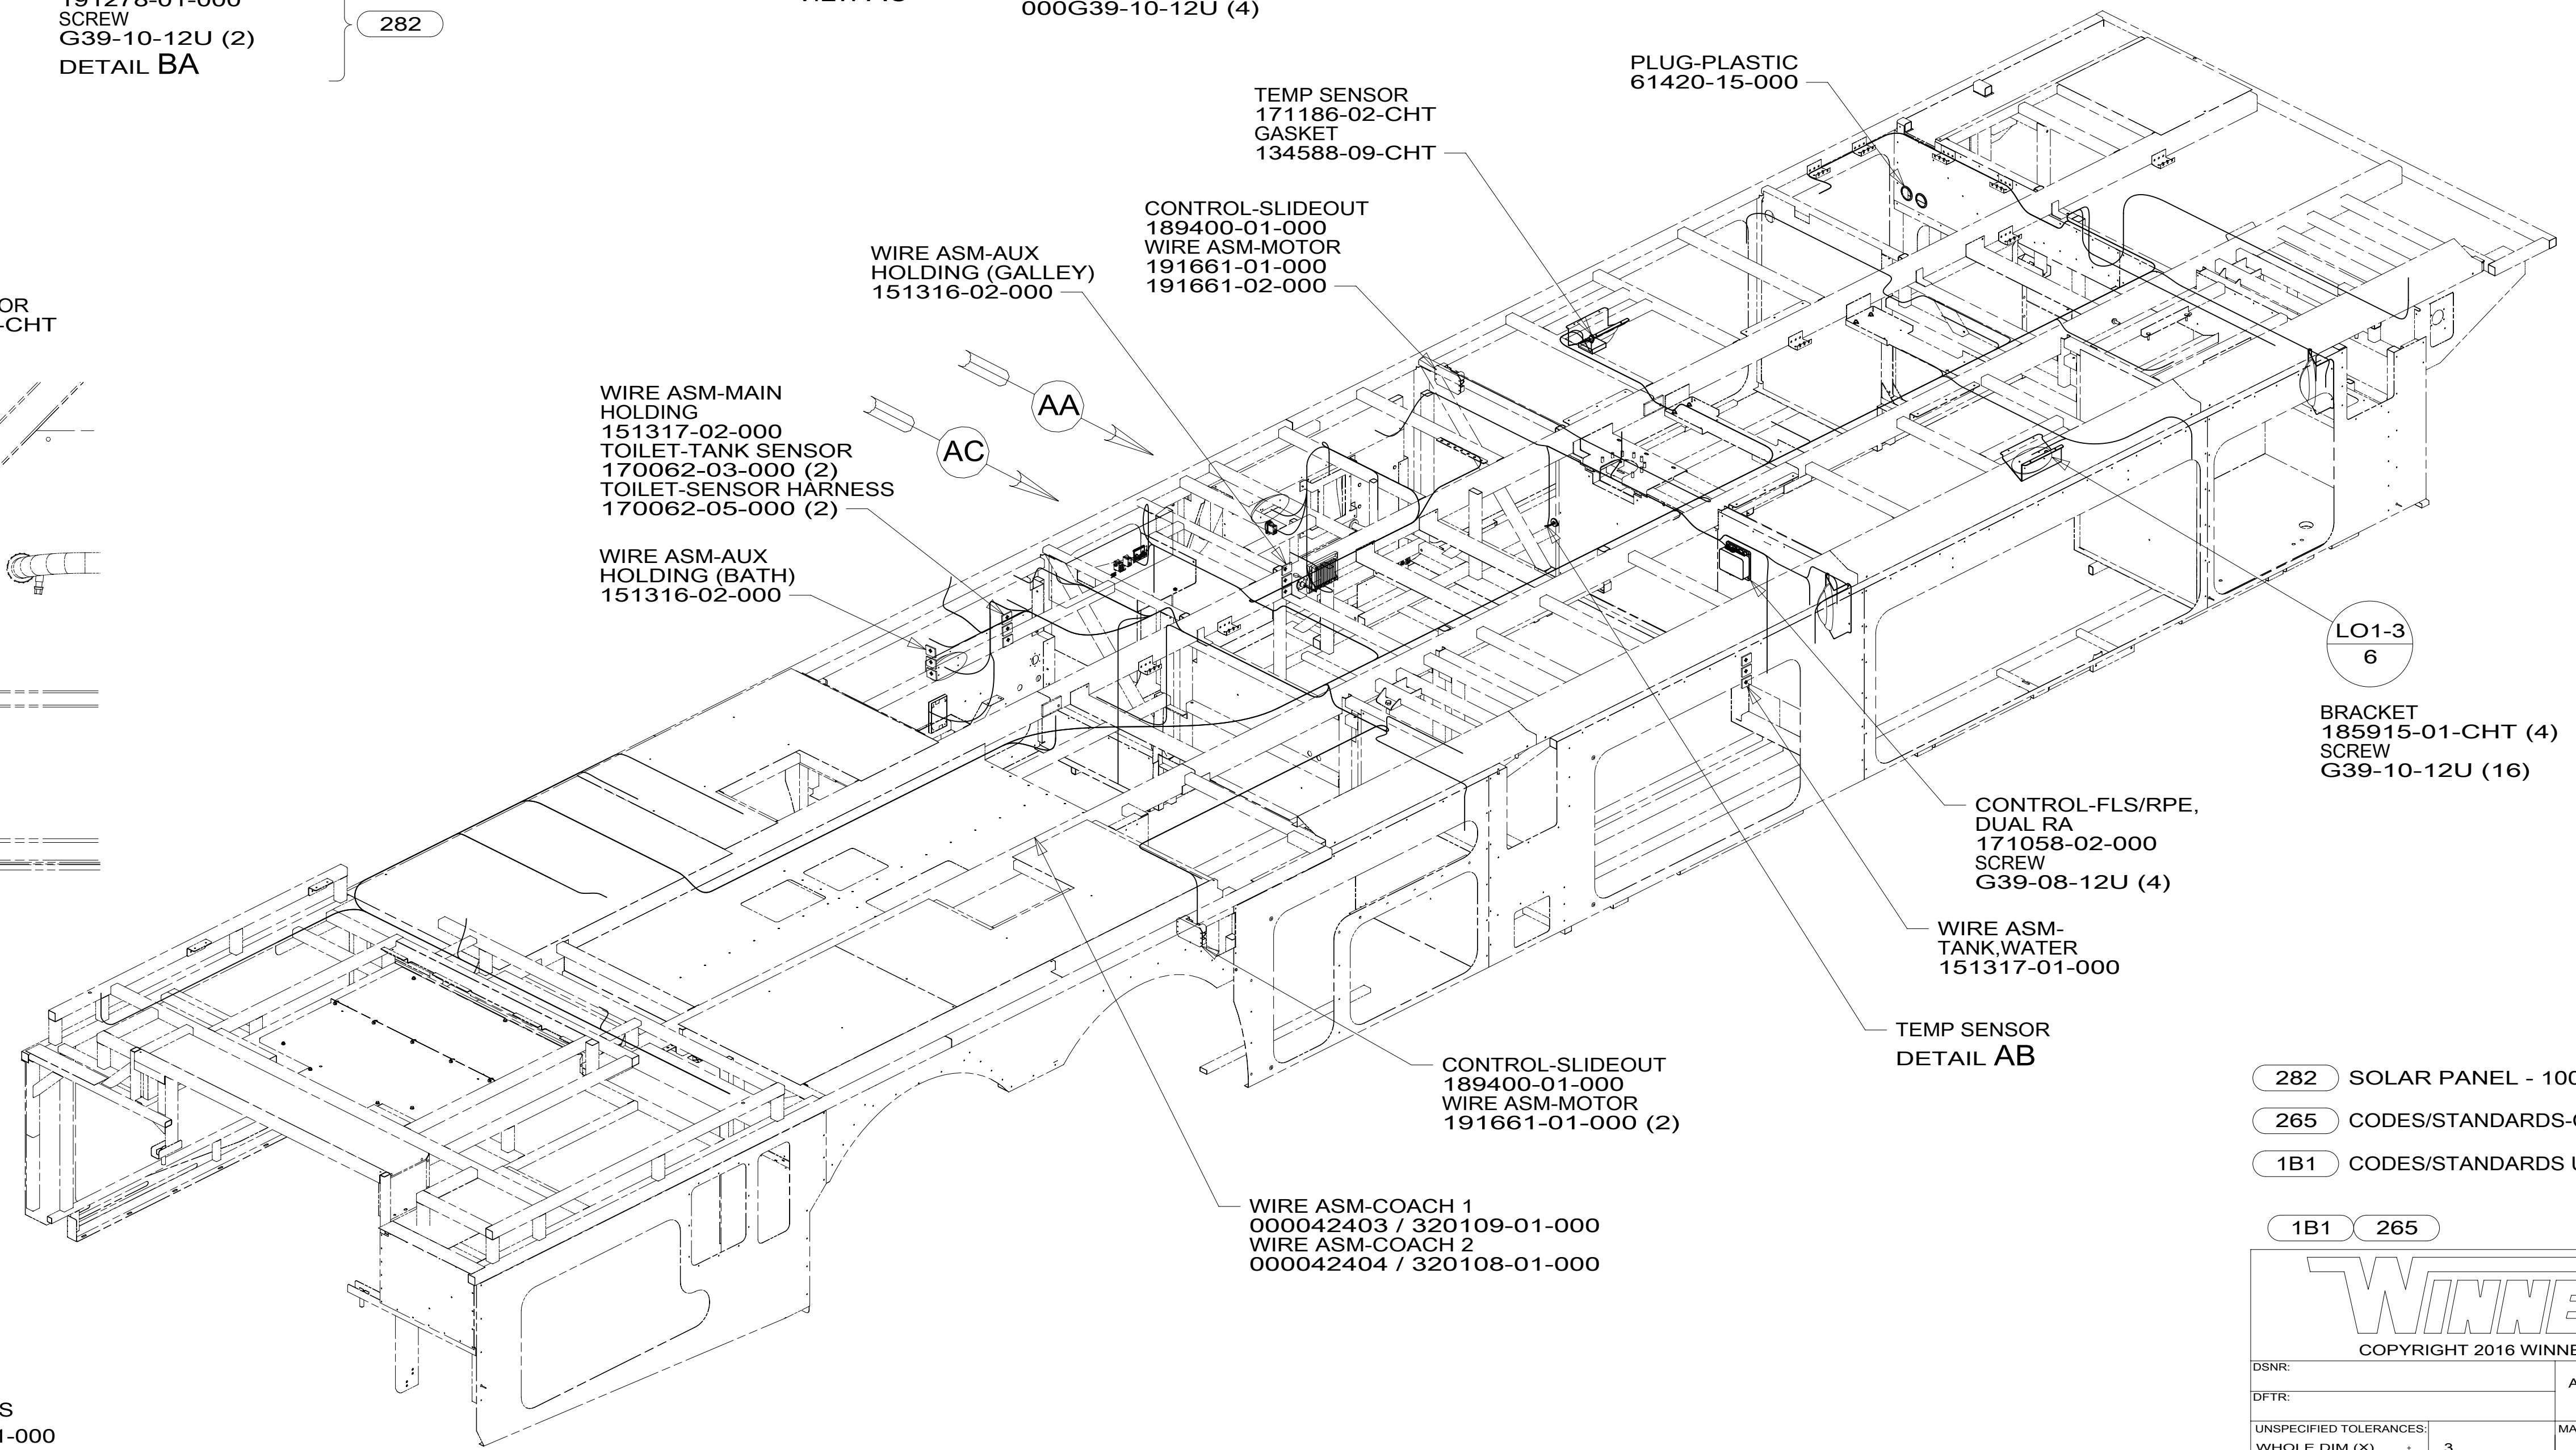 191278-01-000
SCREW
G39-10-12U (2)
DETAIL BA
282
000G39-10-12U (4)
PLUG-PLASTIC
61420-15-000
TEMP SENSOR
171186-02-CHT
GASKET
134588-09-CHT
CONTROL-SLIDEOUT
189400-01-000
WIRE ASM-MOTOR
191661-01-000
191661-02-000
WIRE ASM-AUX
HOLDING (GALLEY)
151316-02-000
OR
-CHT
AA
AC
WIRE ASM-MAIN
HOLDING
151317-02-000
TOILET-TANK SENSOR
170062-03-000 (2)
TOILET-SENSOR HARNESS
170062-05-000 (2)
WIRE ASM-AUX
HOLDING (BATH)
151316-02-000
LO1-3
6
BRACKET
185915-01-CHT (4)
SCREW
G39-10-12U (16)
CONTROL-FLS/RPE,
DUAL RA
171058-02-000
SCREW
G39-08-12U (4)
WIRE ASM-
TANK,WATER
151317-01-000
TEMP SENSOR
DETAIL AB
CONTROL-SLIDEOUT
189400-01-000
WIRE ASM-MOTOR
191661-01-000 (2)
WIRE ASM-COACH 1
000042403 / 320109-01-000
WIRE ASM-COACH 2
000042404 / 320108-01-000
282 SOLAR PANEL - 100
265 CODES/STANDARDS-
1B1 CODES/STANDARDS U
1B1 265
WINNE
COPYRIGHT 2016 WINNE
DSNR:
A
DFTR:
UNSPECIFIED TOLERANCES:
MA
WHOLE DIM (X) 3
S
1-000